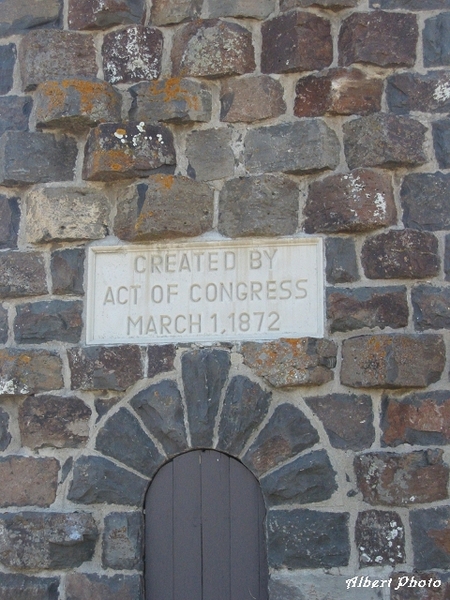 CREATED BY
ACT OF CONGRESS
MARCH 1, 1872
Albert Photo